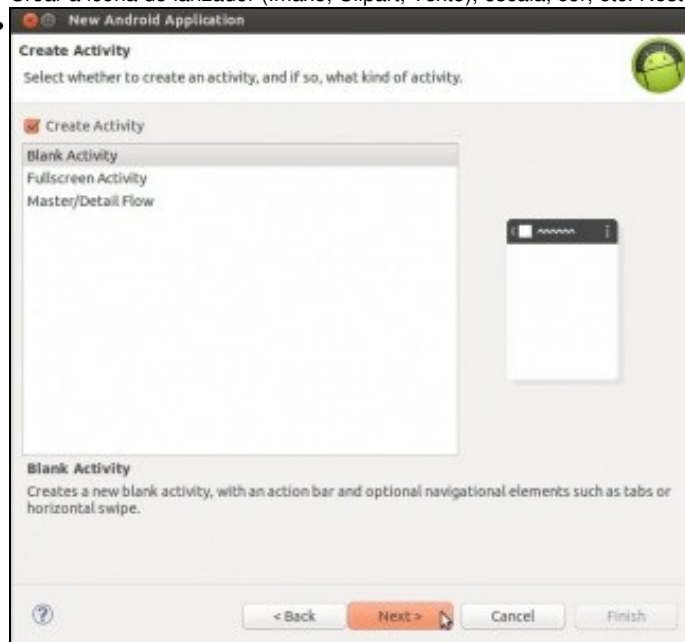 New Android Application
Create Activity
Select whether to create an activity, and if so, what kind of activity.
Create Activity
Blank Activity
Fullscreen Activity
Master/Detail Flow
Blank Activity
Creates a new blank activity, with an action bar and optional navigational elements such as tabs or
horizontal swipe.
< Back Next > Cancel Finish